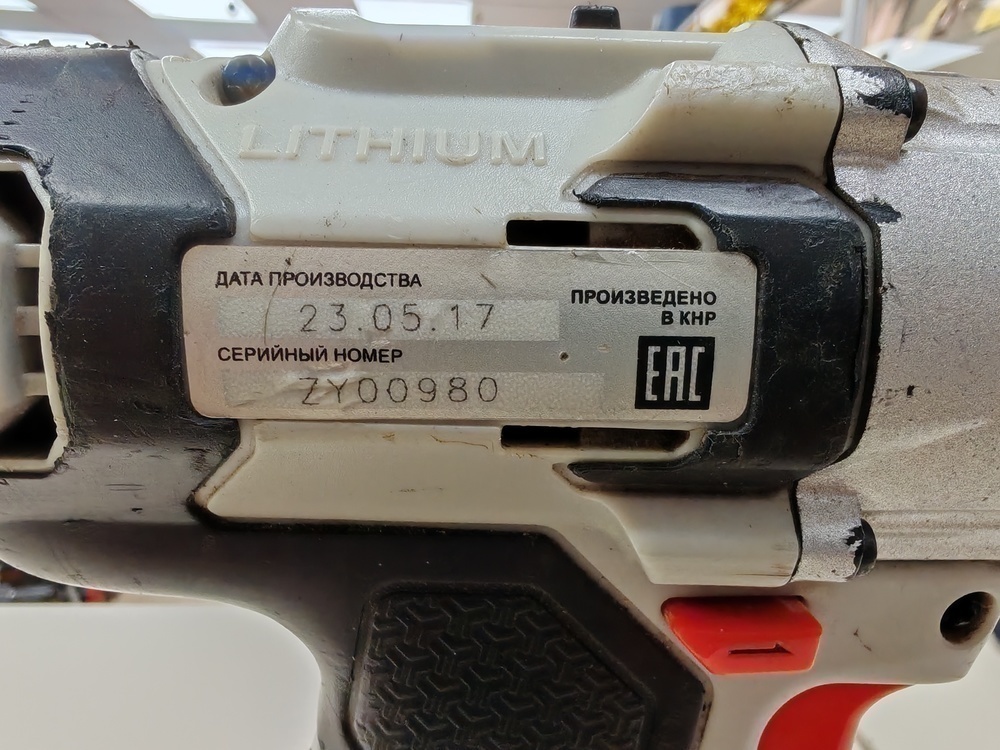 LITHIUM
ДАТА ПРОИЗВОДСТВА
23.05.17
ПРОИЗВЕДЕНО
В КНР
СЕРИЙНЫЙ НОМЕР
ZY00980
EAC